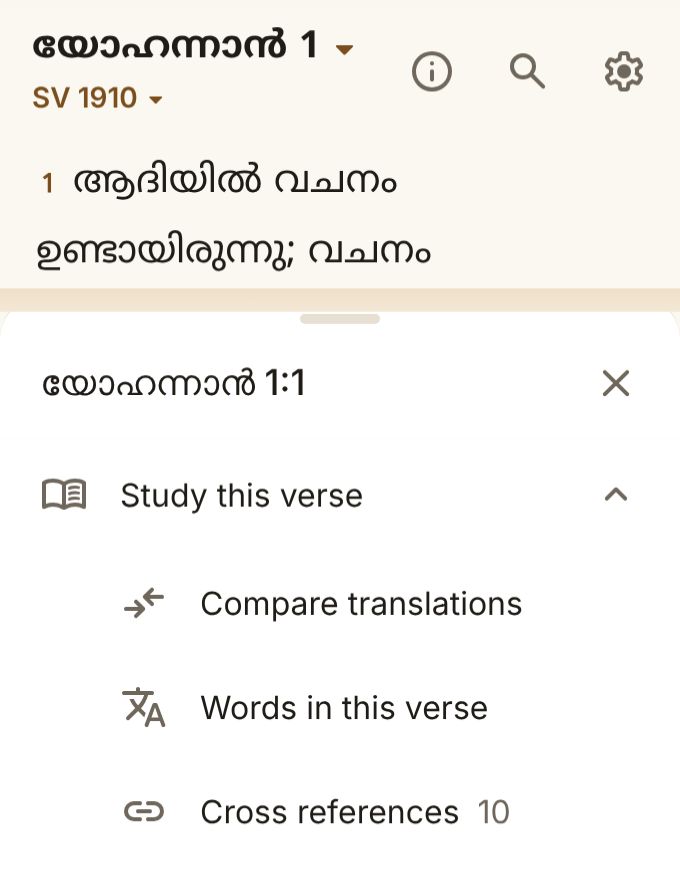 യോഹന്നാൻ 1
SV 1910
1 ആദിയിൽ വചനം
ഉണ്ടായിരുന്നു; വചനം
യോഹന്നാൻ 1:1
Study this verse
Compare translations
Words in this verse
Cross references 10